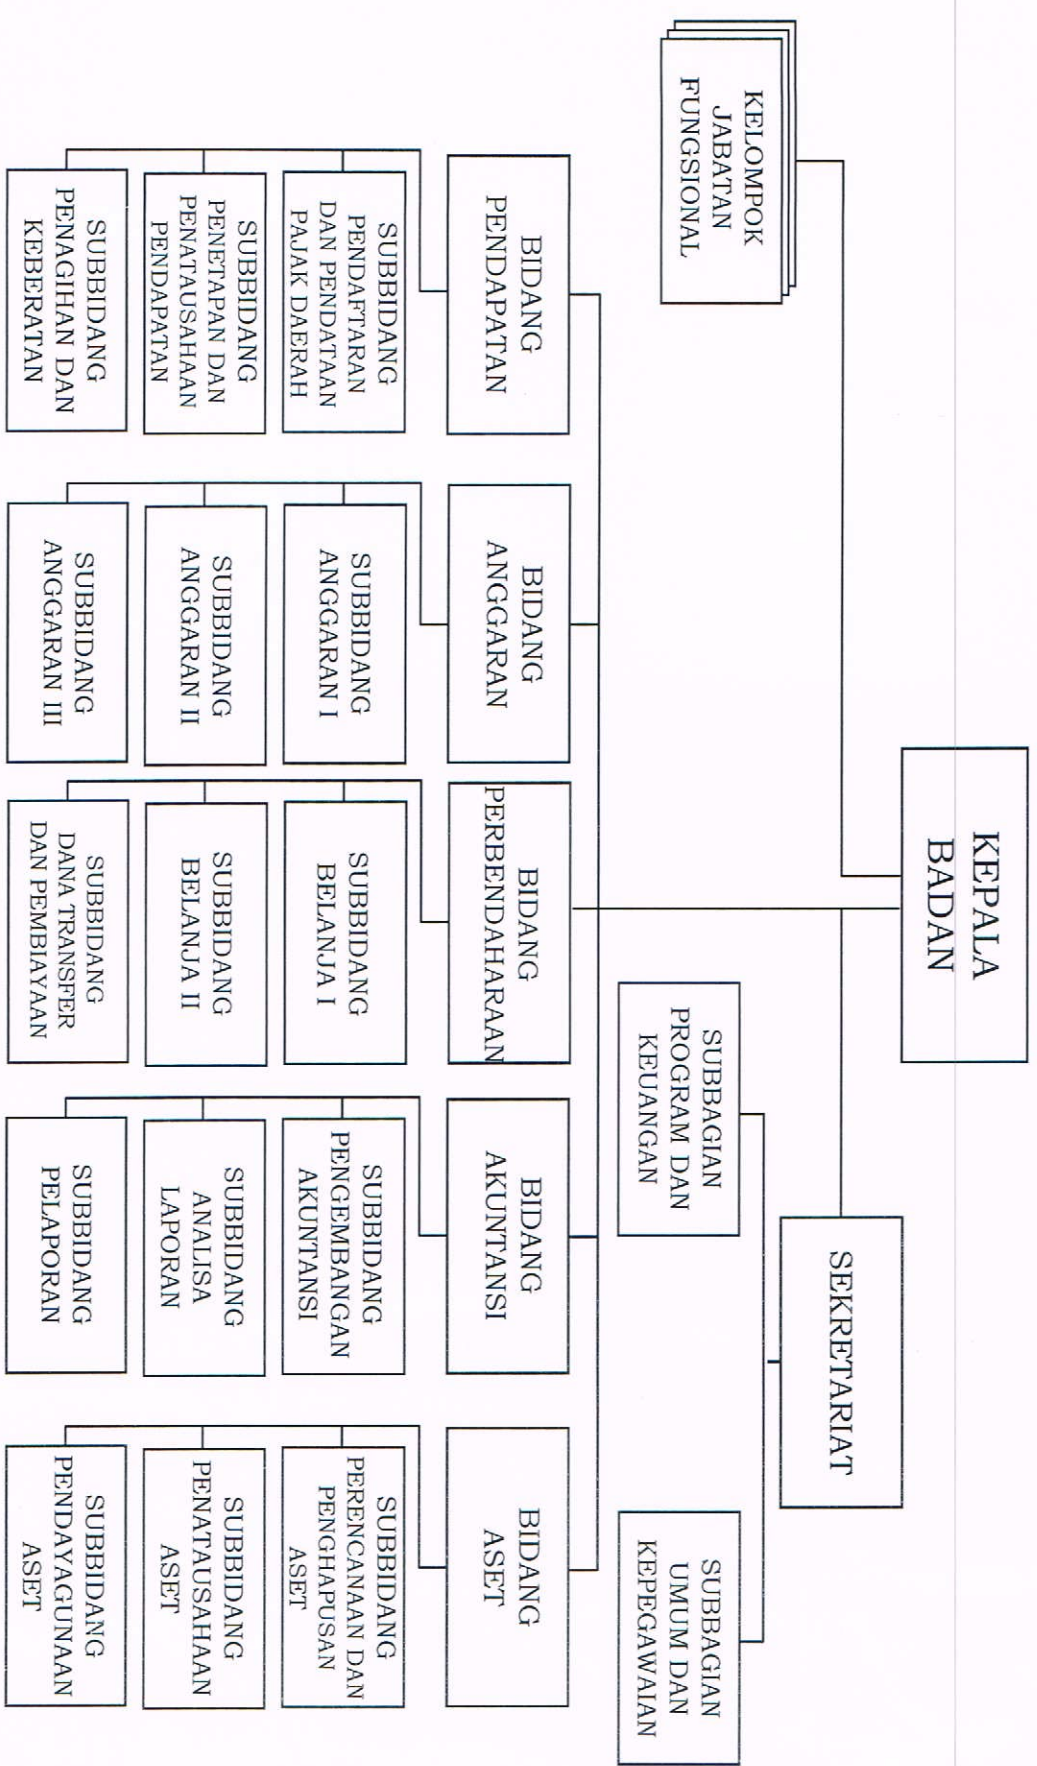 KEPALA
BADAN
KELOMPOK
JABATAN
FUNGSIONAL
SEKRETARIAT
SUBBAGIAN
PROGRAM DAN
KEUANGAN
SUBBAGIAN
UMUM DAN
KEPEGAWAIAN
BIDANG
PENDAPATAN
SUBBIDANG
PENDAFTARAN
DAN PENDATAAN
PAJAK DAERAH
SUBBIDANG
PENETAPAN DAN
PENATAUSAHAAN
PENDAPATAN
SUBBIDANG
PENAGIHAN DAN
KEBERATAN
BIDANG
ANGGARAN
SUBBIDANG
ANGGARAN I
SUBBIDANG
ANGGARAN II
SUBBIDANG
ANGGARAN III
BIDANG
PERBENDAHARAAN
SUBBIDANG
BELANJA I
SUBBIDANG
BELANJA II
SUBBIDANG
DANA TRANSFER
DAN PEMBIAYAAN
BIDANG
AKUNTANSI
SUBBIDANG
PENGEMBANGAN
AKUNTANSI
SUBBIDANG
ANALISA
LAPORAN
SUBBIDANG
PELAPORAN
BIDANG
ASET
SUBBIDANG
PERENCANAAN DAN
PENGHAPUSAN
ASET
SUBBIDANG
PENATAUSAHAAN
ASET
SUBBIDANG
PENDAYAGUNAAN
ASET